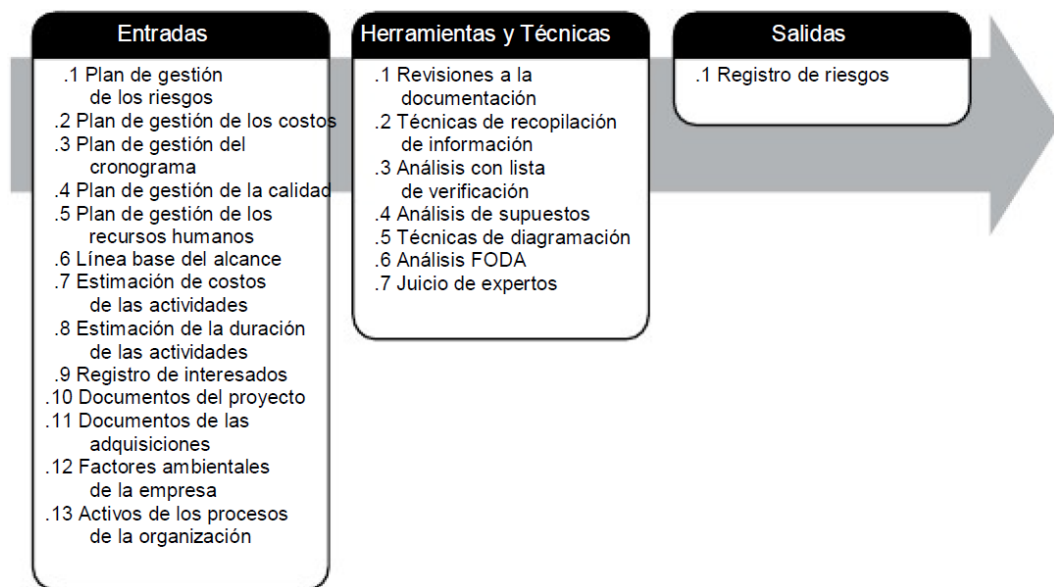 Entradas
.1 Plan de gestión
de los riesgos
.2 Plan de gestión de los costos
.3 Plan de gestión del
cronograma
.4 Plan de gestión de la calidad
.5 Plan de gestión de los
recursos humanos
.6 Línea base del alcance
.7 Estimación de costos
de las actividades
.8 Estimación de la duración
de las actividades
.9 Registro de interesados
.10 Documentos del proyecto
.11 Documentos de las
adquisiciones
.12 Factores ambientales
de la empresa
.13 Activos de los procesos
de la organización
Herramientas y Técnicas
.1 Revisiones a la
documentación
.2 Técnicas de recopilación
de información
.3 Análisis con lista
de verificación
.4 Análisis de supuestos
.5 Técnicas de diagramación
.6 Análisis FODA
.7 Juicio de expertos
Salidas
.1 Registro de riesgos